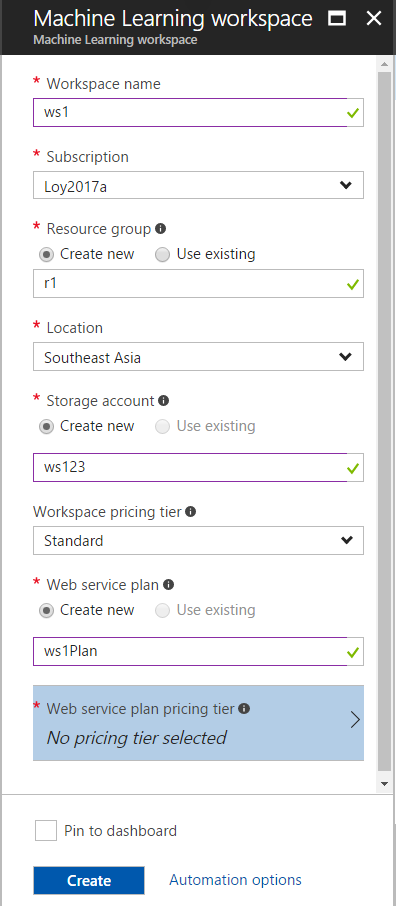 Machine Learning workspace
Machine Learning workspace
* Workspace name
ws1
* Subscription
Loy2017a
* Resource group
Create new Use existing
r1
* Location
Southeast Asia
* Storage account
Create new Use existing
ws123
Workspace pricing tier
Standard
* Web service plan
Create new Use existing
ws1Plan
* Web service plan pricing tier
No pricing tier selected
Pin to dashboard
Create Automation options